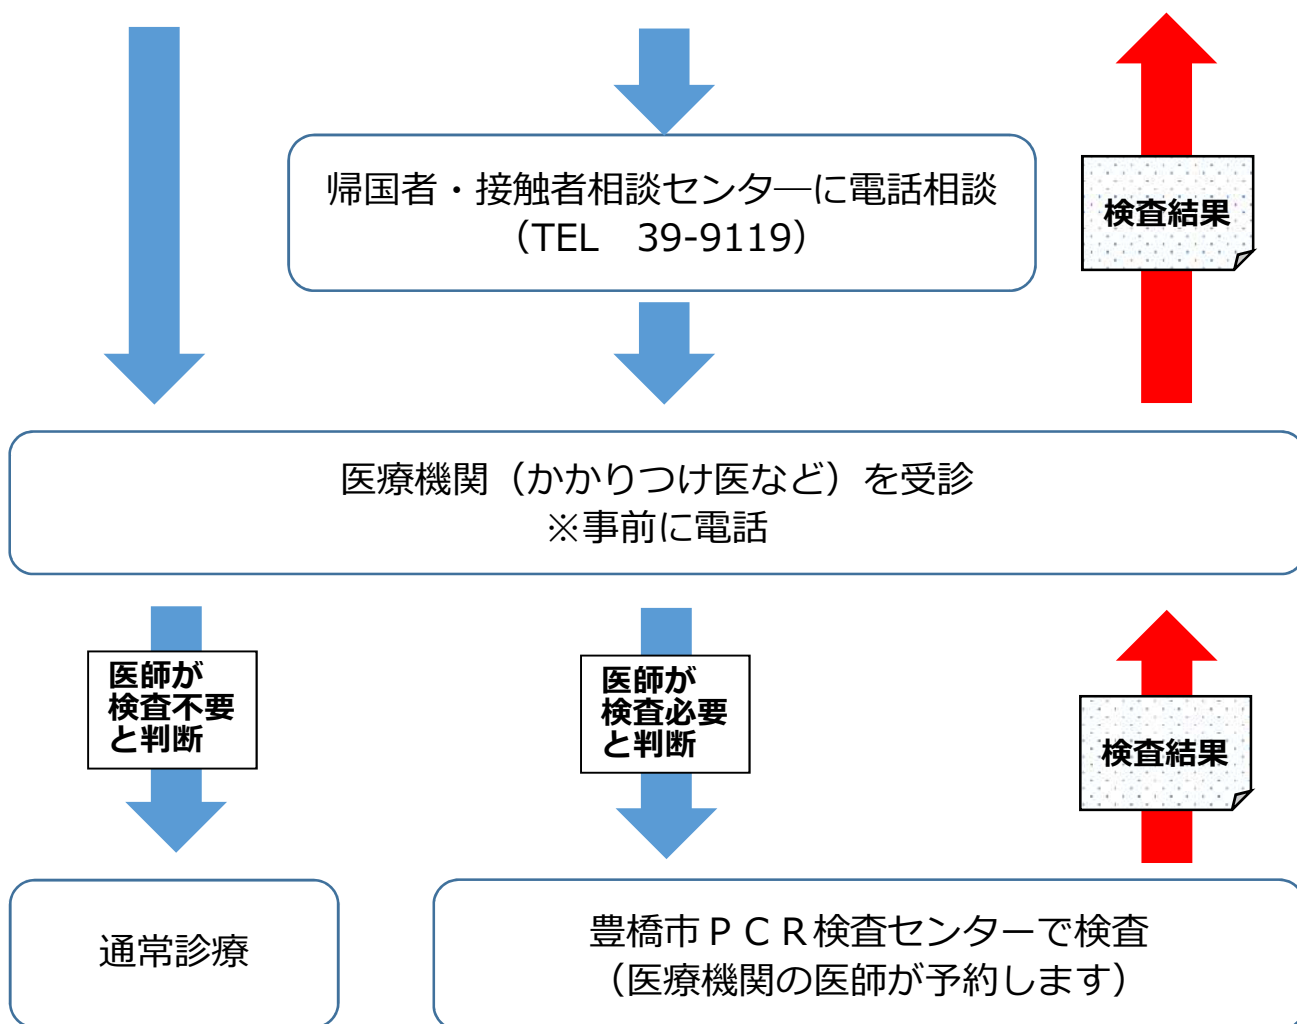 帰国者・接触者相談センタ―に電話相談
（TEL　39-9119）
検査結果
医療機関（かかりつけ医など）を受診
※事前に電話
医師が
検査不要
と判断
医師が
検査必要
と判断
検査結果
通常診療
豊橋市ＰＣＲ検査センターで検査
（医療機関の医師が予約します）